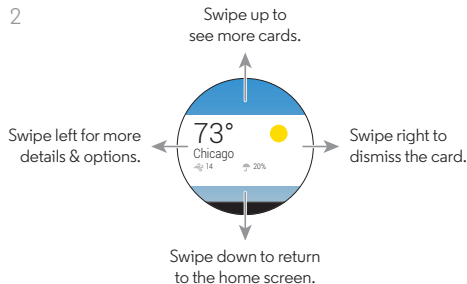 2
Swipe up to
see more cards.
Swipe left for more
details & options.
73°
Chicago
14 20%
Swipe right to
dismiss the card.
Swipe down to return
to the home screen.